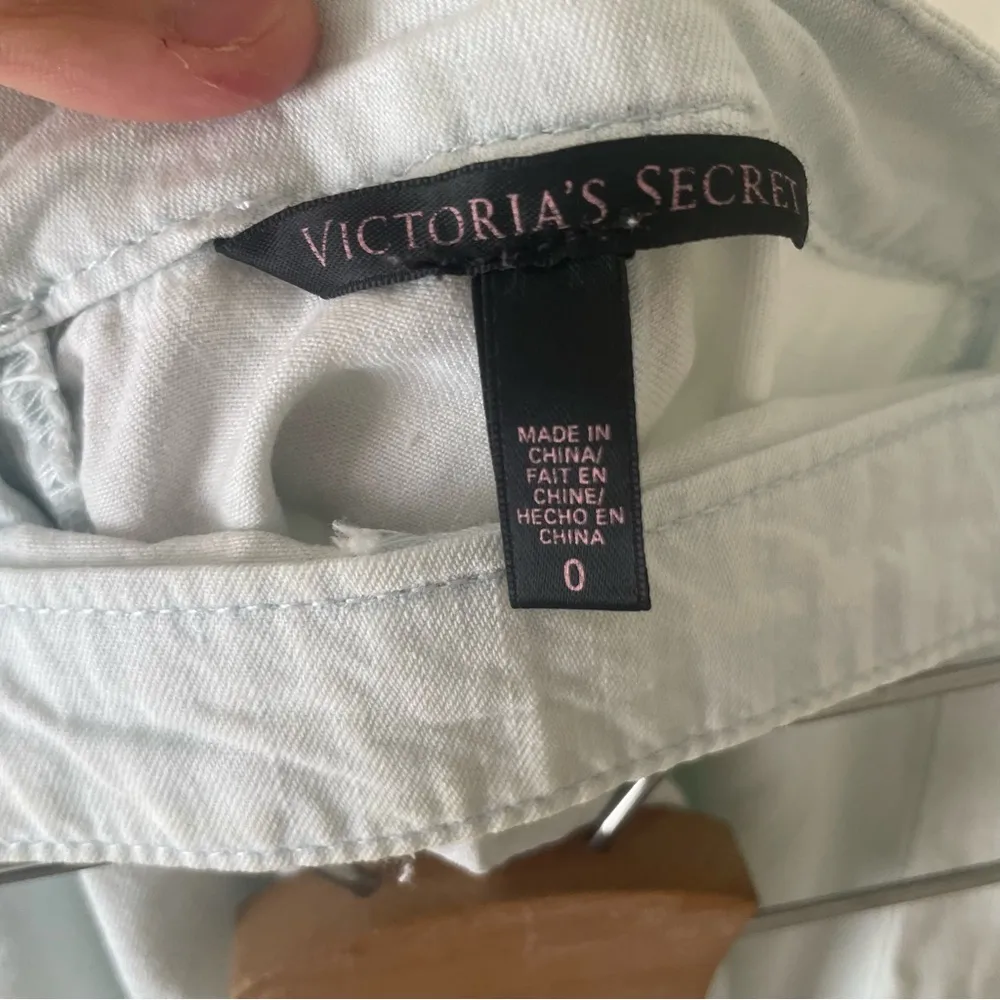 VICTORIA'S SECRET
MADE IN
CHINA/
FAIT EN
CHINE/
HECHO EN
CHINA
0